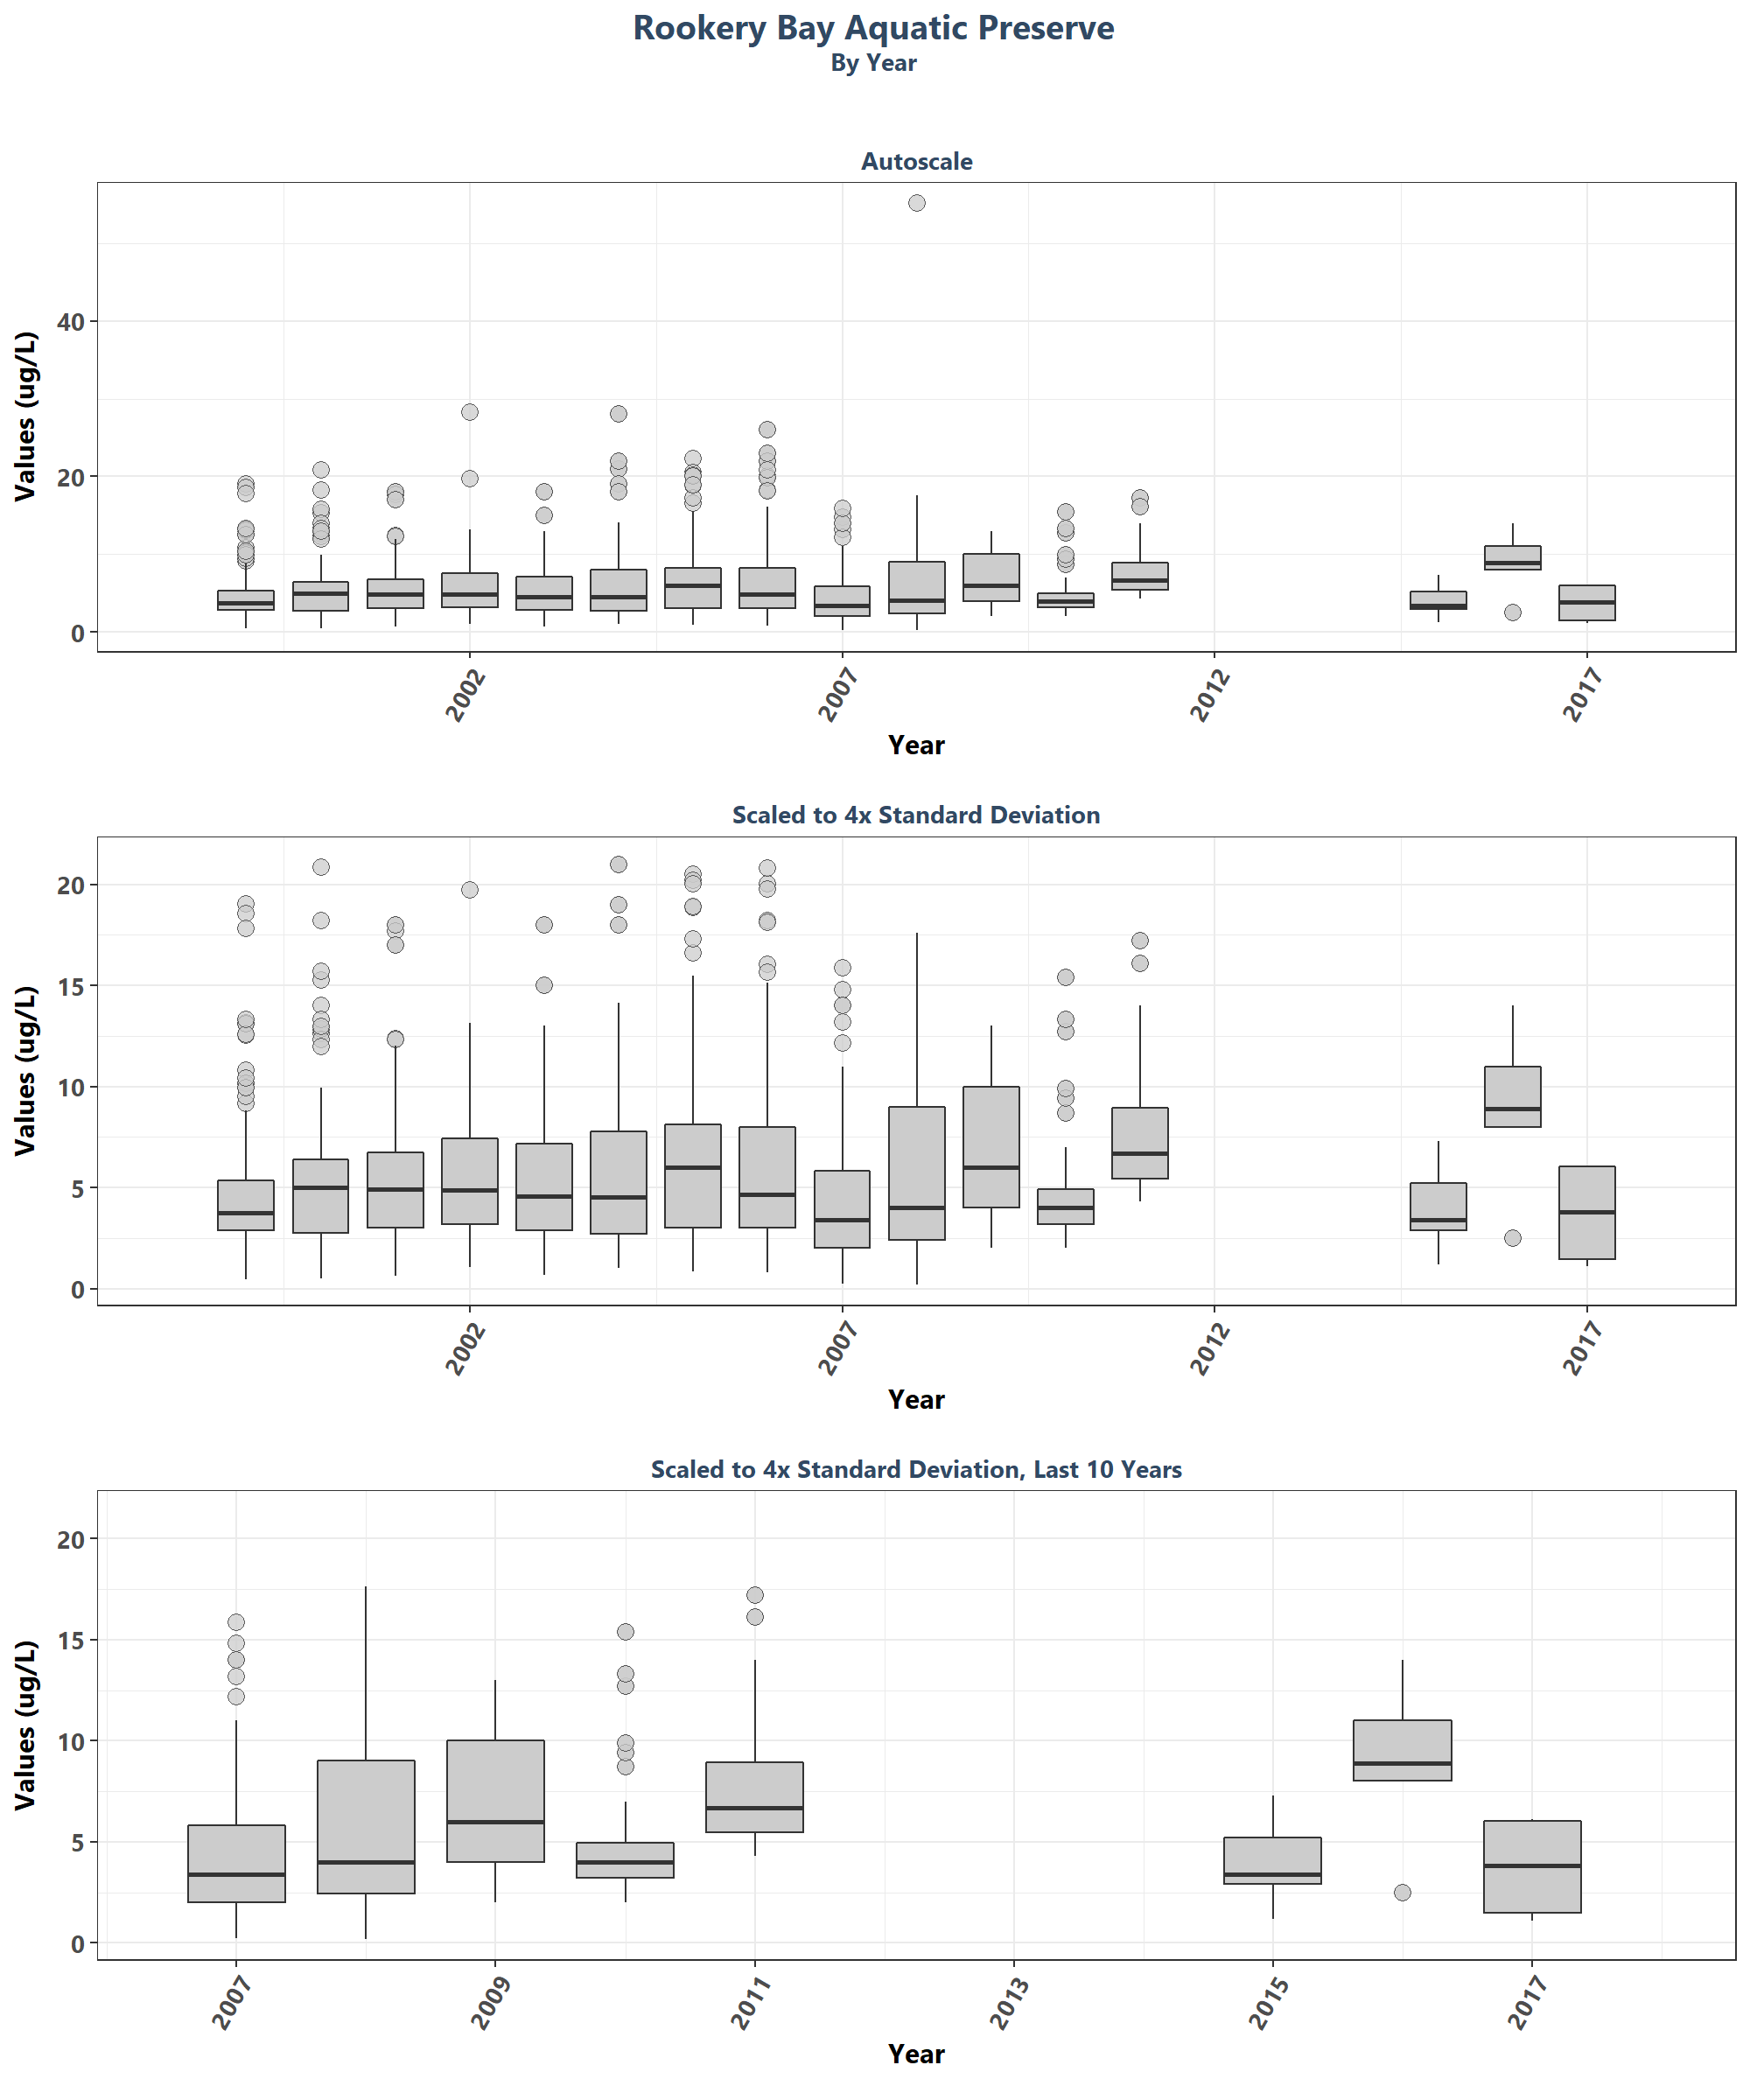 Rookery Bay Aquatic Preserve
By Year
Autoscale
Values (ug/L)
40
20
0
2002
2007
2012
2017
Year
Scaled to 4x Standard Deviation
Values (ug/L)
20
15
10
5
0
2002
2007
2012
2017
Year
Scaled to 4x Standard Deviation, Last 10 Years
Values (ug/L)
20
15
10
5
0
2007
2009
2011
2013
2015
2017
Year